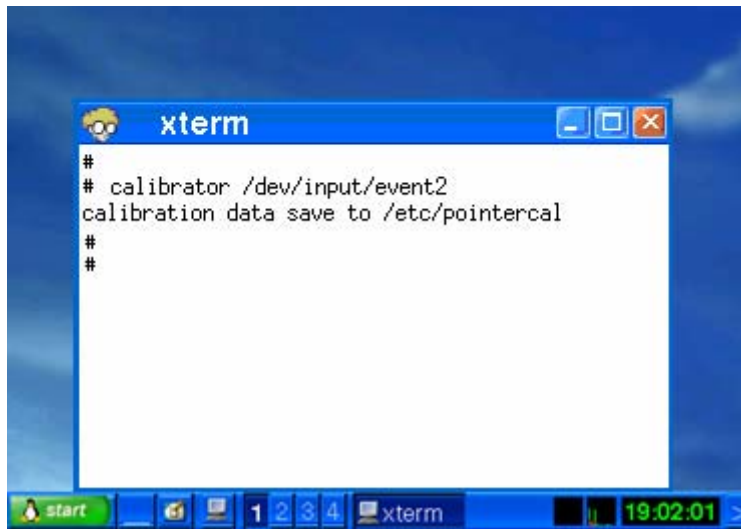 xterm
#
# calibrator /dev/input/event2
calibration data save to /etc/pointercal
#
#
start 1 2 3 4 xterm 19:02:01 >